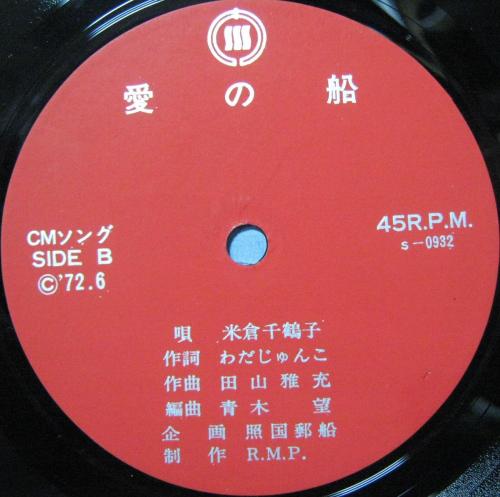 愛の船
CMソング
SIDE B
©'72.6
45R.P.M.
S-0932
唄 米倉千鶴子
作詞 わだじゅんこ
作曲 田山雅充
編曲 青木望
企画 照国郵船
制作 R.M.P.